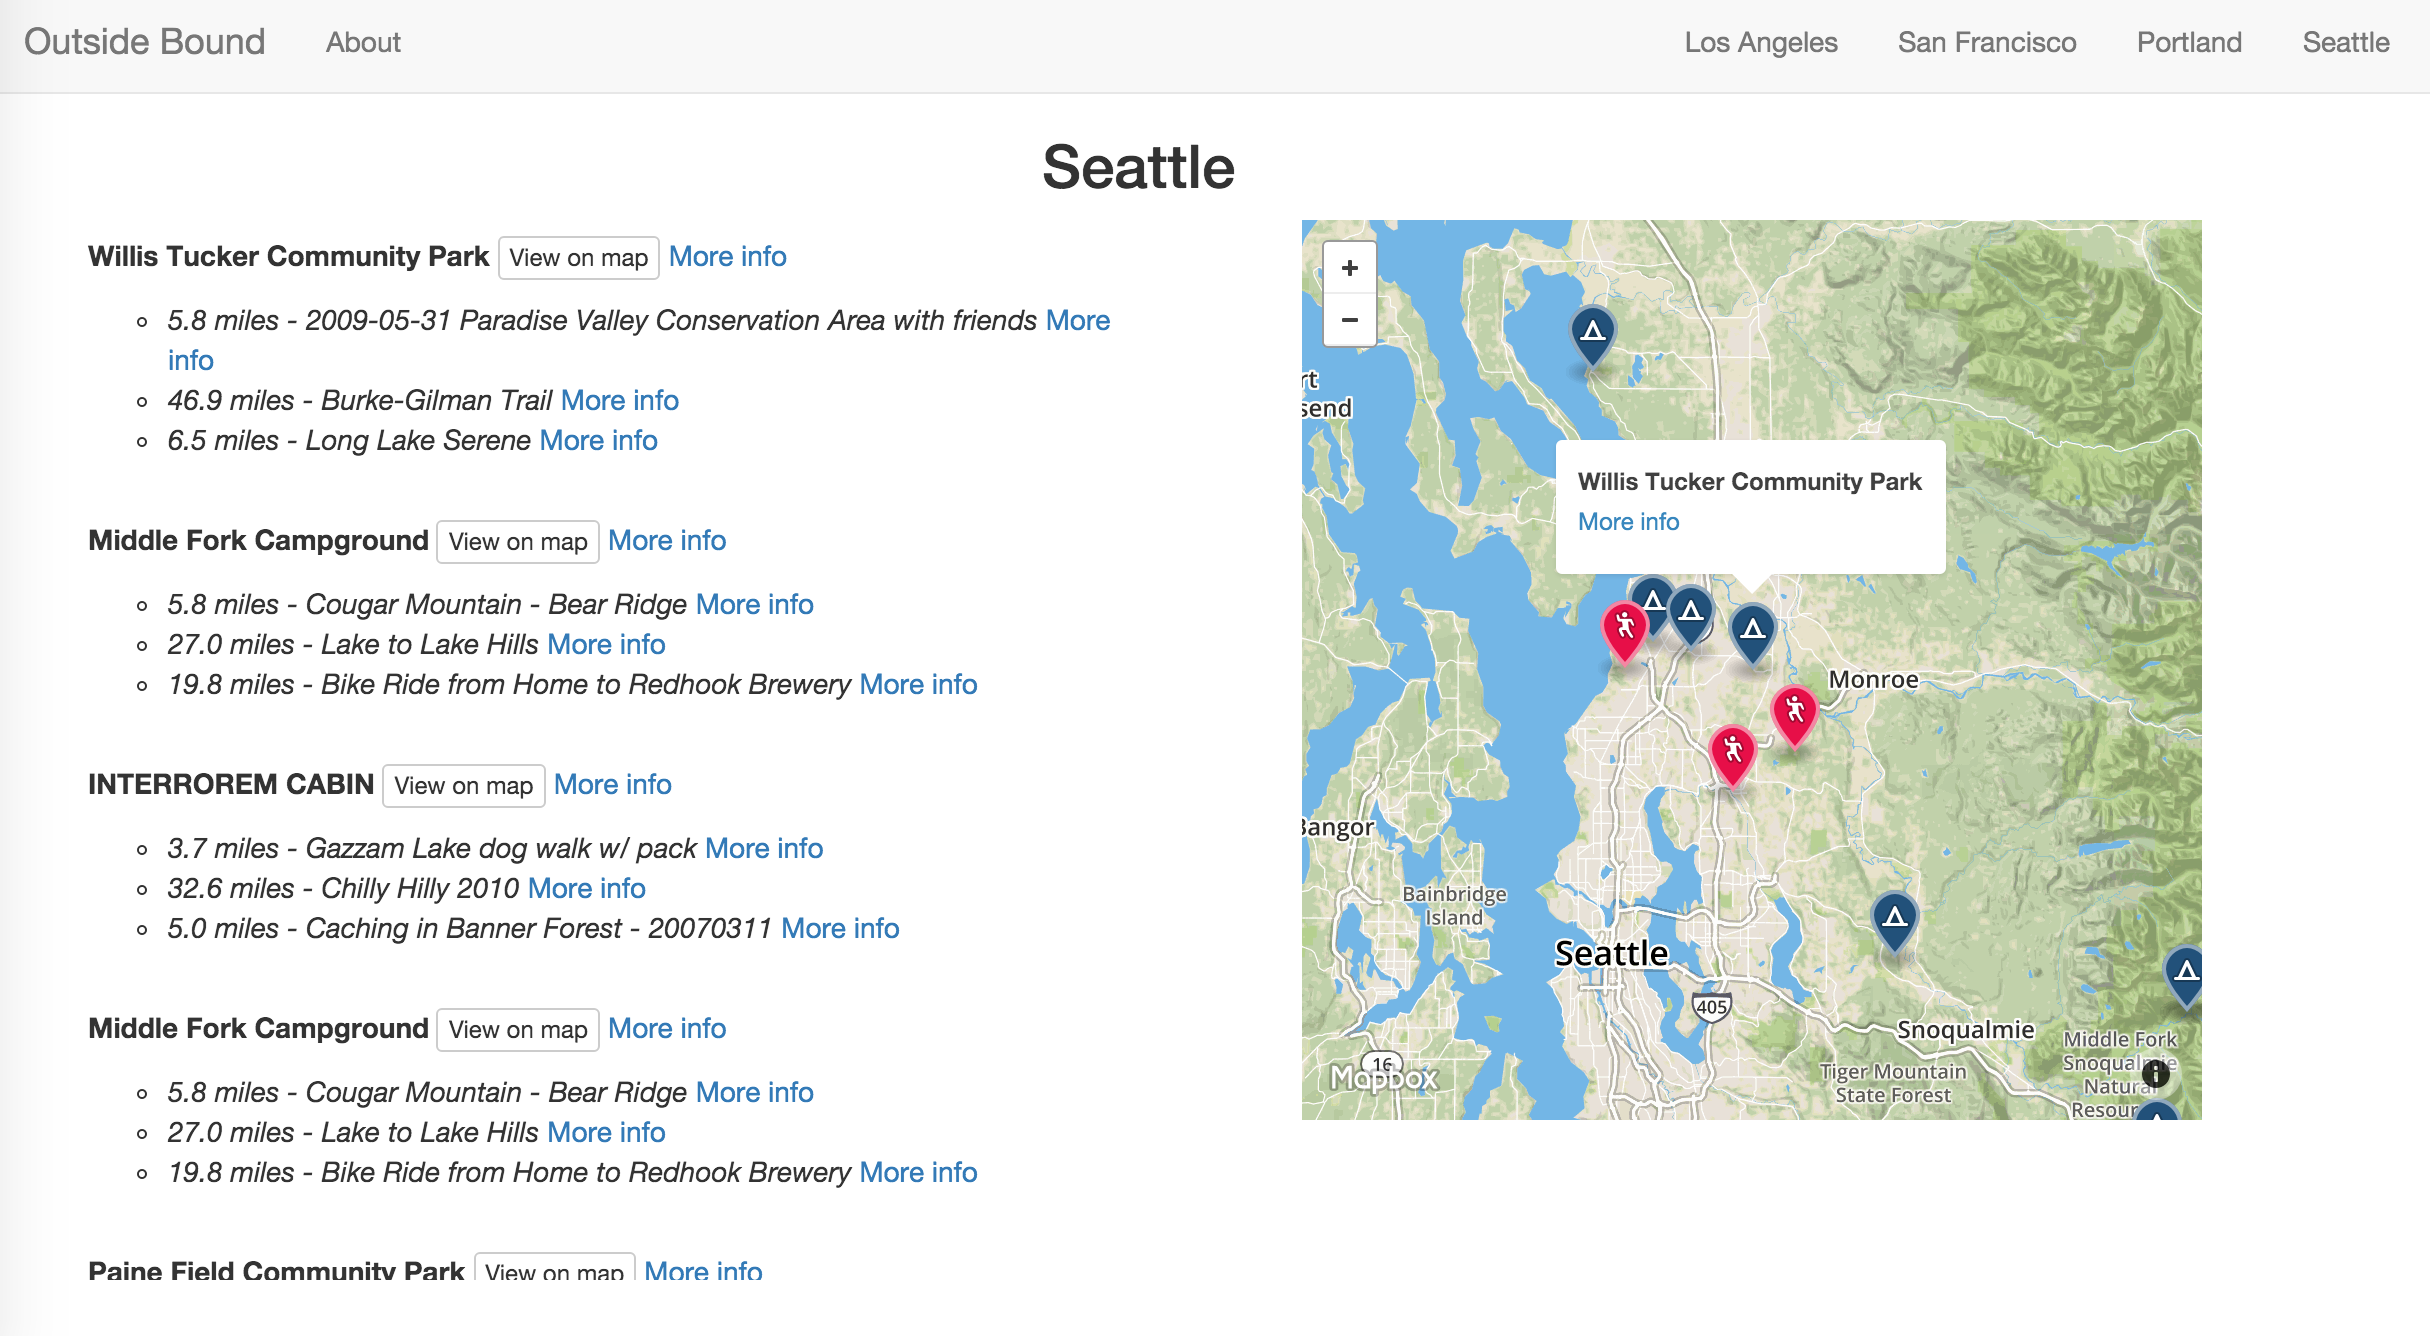 Outside Bound About Los Angeles San Francisco Portland Seattle
Seattle
Willis Tucker Community Park View on map More info
5.8 miles - 2009-05-31 Paradise Valley Conservation Area with friends More
info
46.9 miles - Burke-Gilman Trail More info
6.5 miles - Long Lake Serene More info
Middle Fork Campground View on map More info
5.8 miles - Cougar Mountain - Bear Ridge More info
27.0 miles - Lake to Lake Hills More info
19.8 miles - Bike Ride from Home to Redhook Brewery More info
INTERROREM CABIN View on map More info
3.7 miles - Gazzam Lake dog walk w/ pack More info
32.6 miles - Chilly Hilly 2010 More info
5.0 miles - Caching in Banner Forest - 20070311 More info
Middle Fork Campground View on map More info
5.8 miles - Cougar Mountain - Bear Ridge More info
27.0 miles - Lake to Lake Hills More info
19.8 miles - Bike Ride from Home to Redhook Brewery More info
Paine Field Community Park View on map More info
+
−
rt
send
Willis Tucker Community Park
More info
Monroe
Bangor
Bainbridge
Island
Seattle
405
Snoqualmie
Middle Fork
Snoqualmie
Natural
Resour
Tiger Mountain
State Forest
16
Mapbox